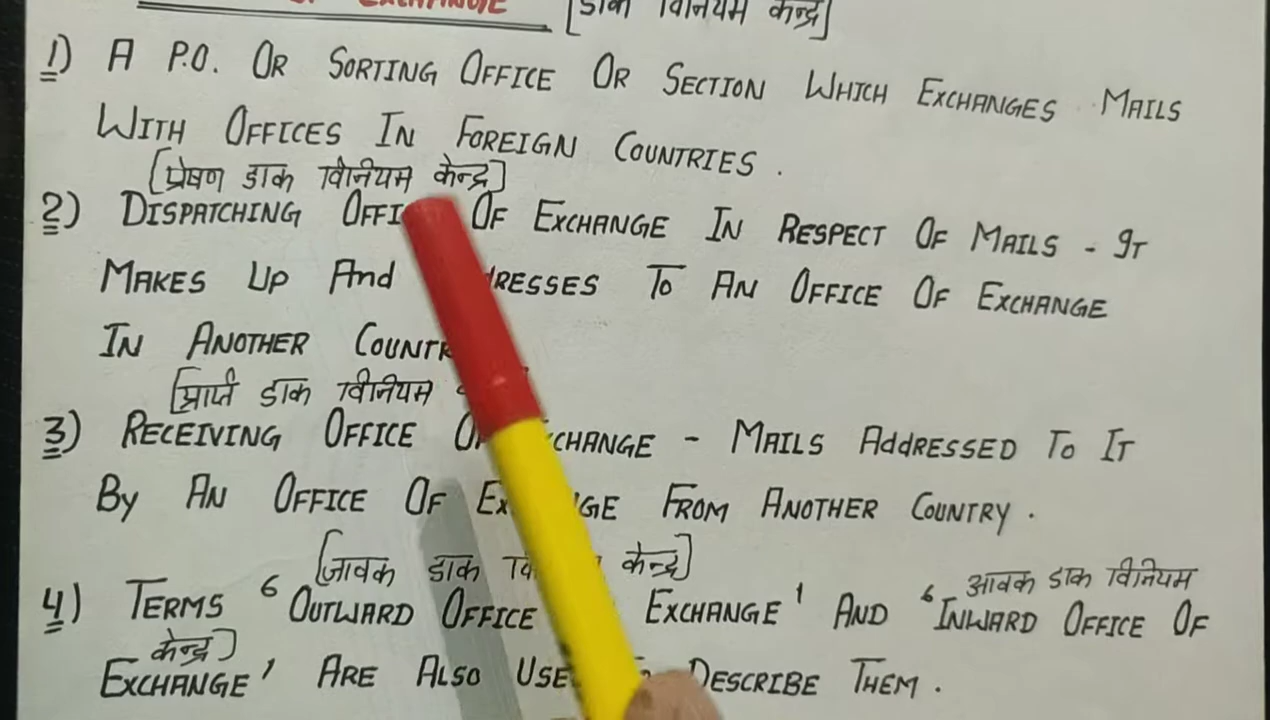 EXCHANGE [डाक विनियम केन्द्र]
1) A P.O. OR SORTING OFFICE OR SECTION WHICH EXCHANGES MAILS
WITH OFFICES IN FOREIGN COUNTRIES.
[प्रेषण डाक विनियम केन्द्र]
2) DISPATCHING OFFI OF EXCHANGE IN RESPECT OF MAILS - IT
MAKES UP And RESSES TO AN OFFICE OF EXCHANGE
IN ANOTHER COUNTR
डाक विनियम
3) RECEIVING OFFICE CHANGE - MAILS AddRESSED TO IT
By AN OFFICE OF EX GE FROM ANOTHER COUNTRY.
[जावक डाक केन्द्र] आवक डाक विनियम
4) TERMS ‘OUTWARD OFFICE EXCHANGE' AND ‘INWARD OFFICE OF
केन्द्र]
EXCHANGE' ARE ALSO USE DESCRIBE THEM.